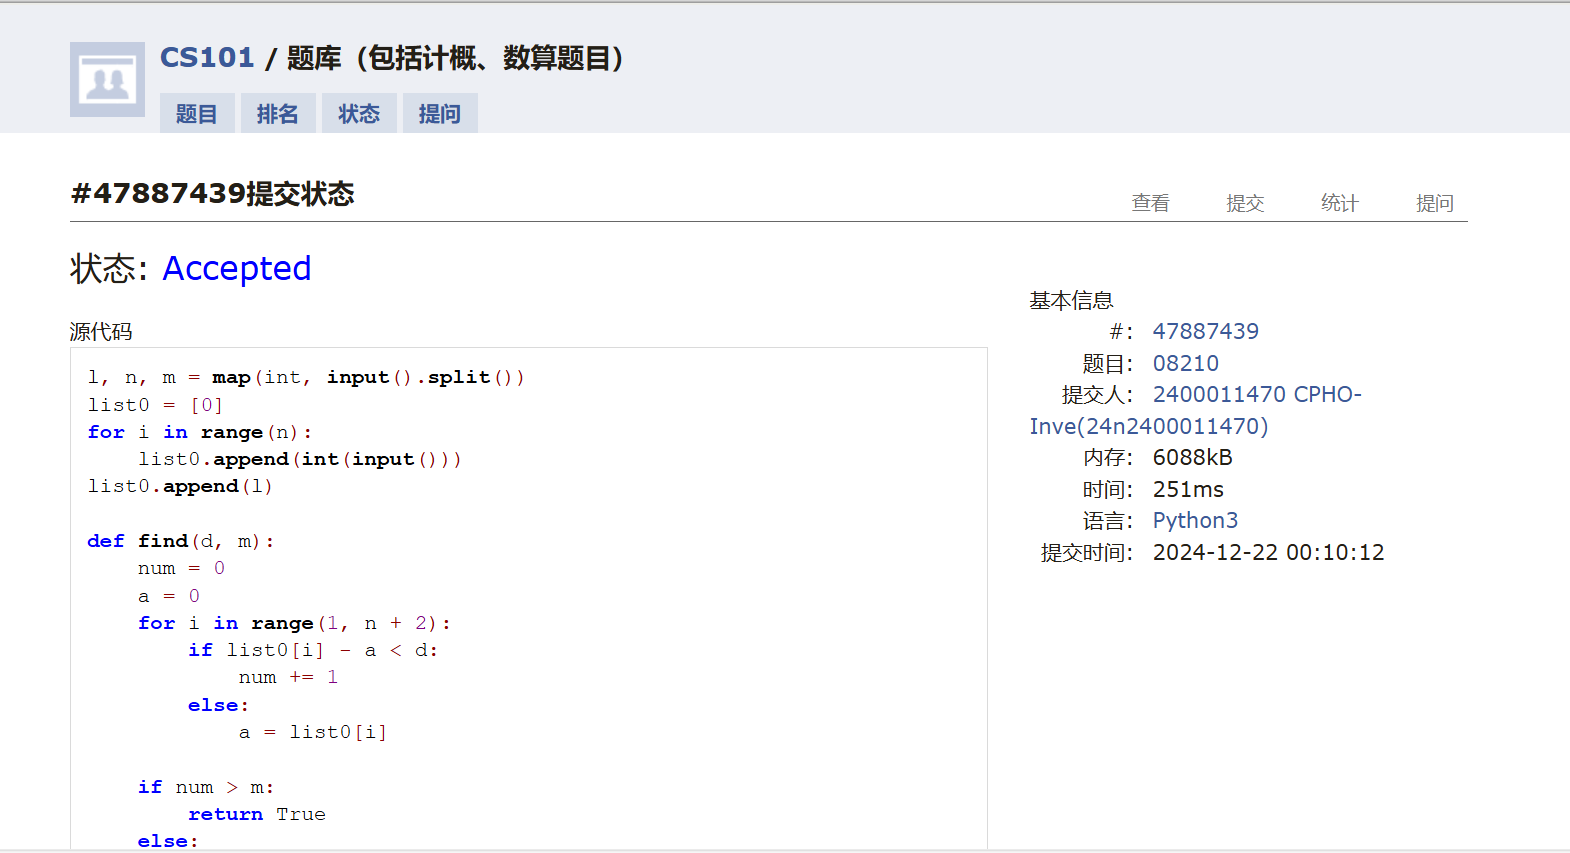 CS101 / 题库（包括计概、数算题目）
题目 排名 状态 提问
#47887439提交状态
查看 提交 统计 提问
状态: Accepted
源代码
l, n, m = map(int, input().split())
list0 = [0]
for i in range(n):
    list0.append(int(input()))
list0.append(l)
def find(d, m):
    num = 0
    a = 0
    for i in range(1, n + 2):
        if list0[i] - a < d:
            num += 1
        else:
            a = list0[i]
    if num > m:
        return True
    else:
基本信息
#: 47887439
题目: 08210
提交人: 2400011470 CPHO-
Inve(24n2400011470)
内存: 6088kB
时间: 251ms
语言: Python3
提交时间: 2024-12-22 00:10:12